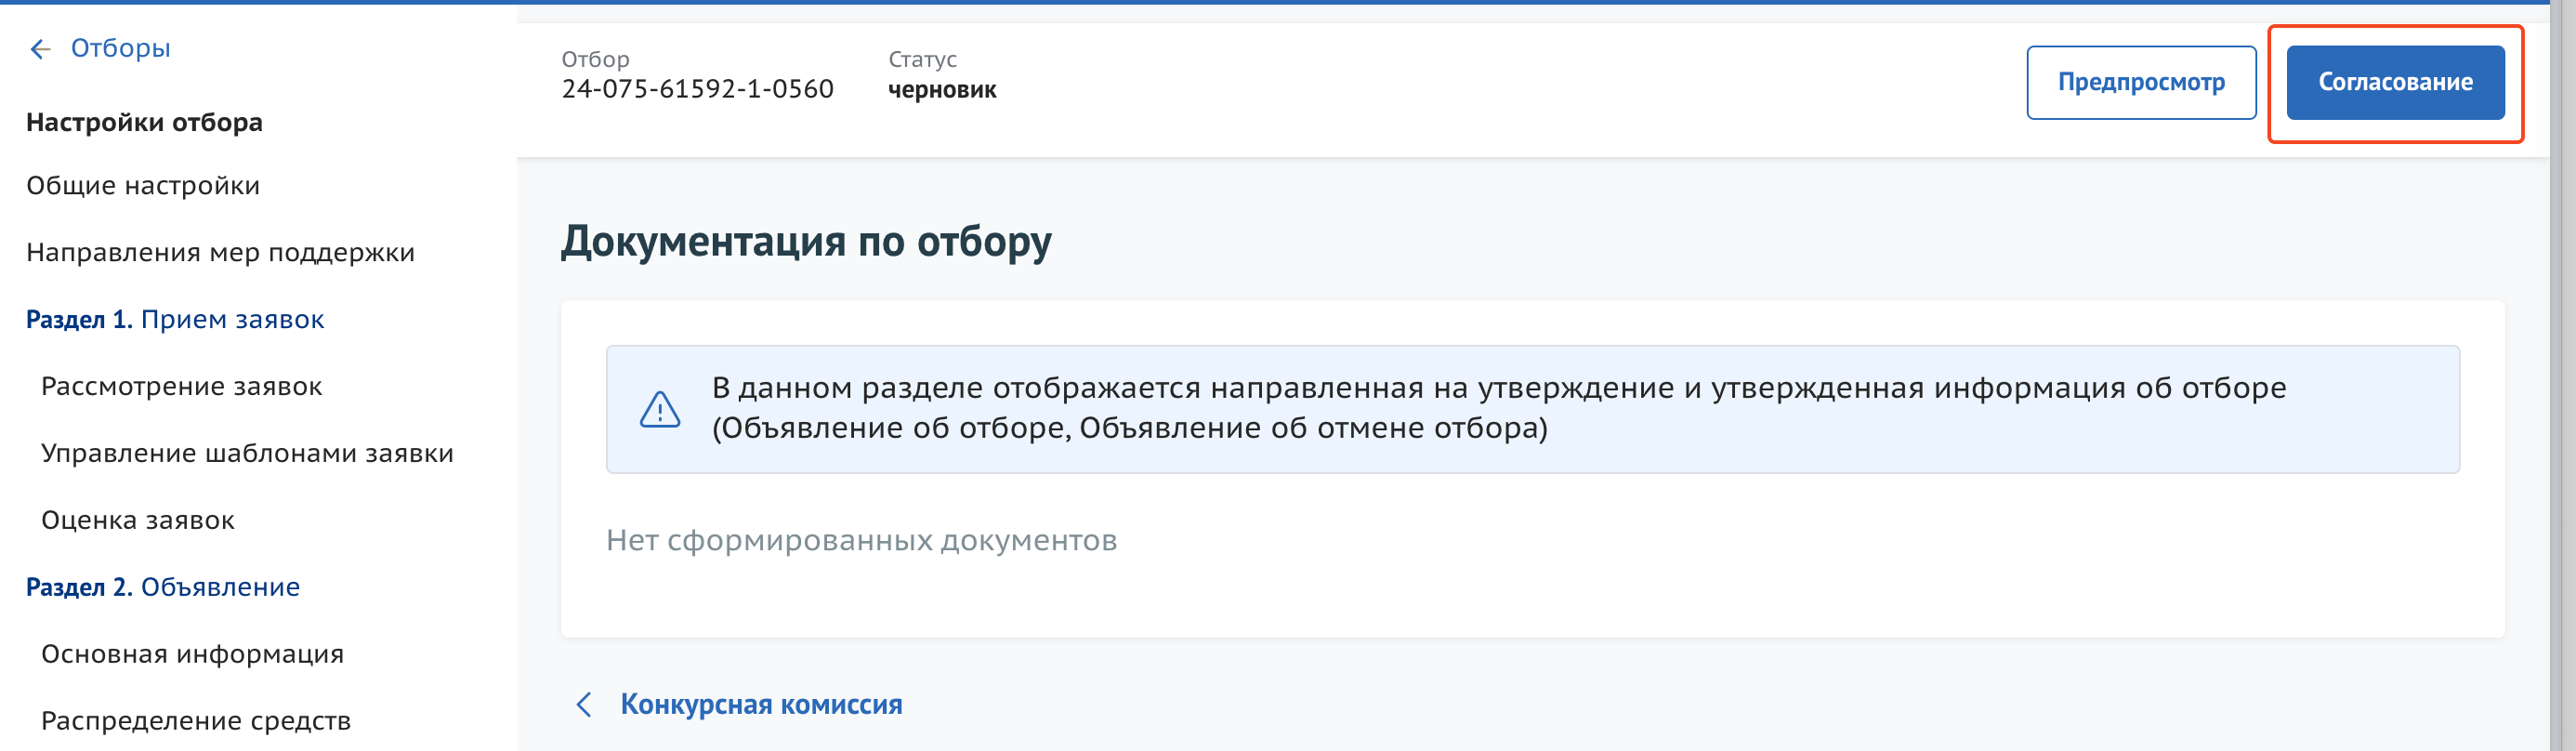 Отборы
Настройки отбора
Общие настройки
Направления мер поддержки
Раздел 1. Прием заявок
Рассмотрение заявок
Управление шаблонами заявки
Оценка заявок
Раздел 2. Объявление
Основная информация
Распределение средств
Отбор
24-075-61592-1-0560
Статус
черновик
Предпросмотр
Согласование
Документация по отбору
В данном разделе отображается направленная на утверждение и утвержденная информация об отборе
(Объявление об отборе, Объявление об отмене отбора)
Нет сформированных документов
Конкурсная комиссия